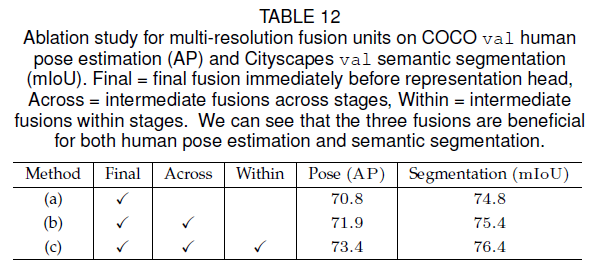 TABLE 12
Ablation study for multi-resolution fusion units on COCO val human
pose estimation (AP) and Cityscapes val semantic segmentation
(mIoU). Final = final fusion immediately before representation head,
Across = intermediate fusions across stages, Within = intermediate
fusions within stages. We can see that the three fusions are beneficial
for both human pose estimation and semantic segmentation.
Method Final Across Within Pose (AP) Segmentation (mIoU)
(a) ✓ 70.8 74.8
(b) ✓ ✓ 71.9 75.4
(c) ✓ ✓ ✓ 73.4 76.4